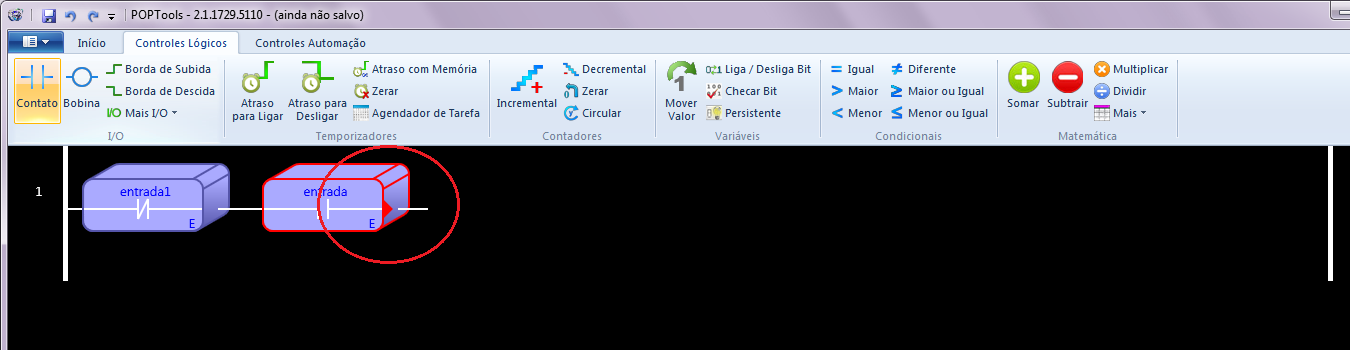 POPTools - 2.1.1729.5110 - (ainda não salvo)
Início Controles Lógicos Controles Automação
Contato
Bobina
Borda de Subida
Borda de Descida
I/O Mais I/O
I/O
Atraso
para Ligar
Atraso para
Desligar
Atraso com Memória
Zerar
Agendador de Tarefa
Temporizadores
Incremental
Decremental
Zerar
Circular
Contadores
Mover
Valor
Liga / Desliga Bit
Checar Bit
Persistente
Variáveis
Igual
Maior
Menor
Diferente
Maior ou Igual
Menor ou Igual
Condicionais
Somar
Subtrair
Multiplicar
Dividir
Mais
Matemática
1
entrada1
E
entrada
E